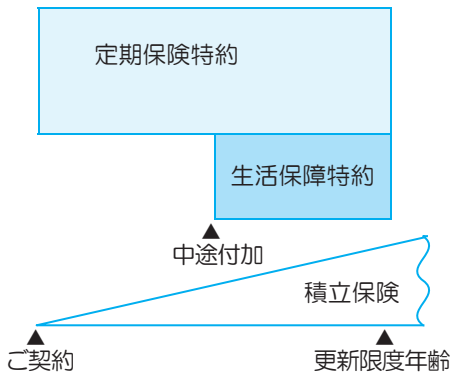 定期保険特約
生活保障特約
▲
中途付加
積立保険
▲ ▲
ご契約 更新限度年齢